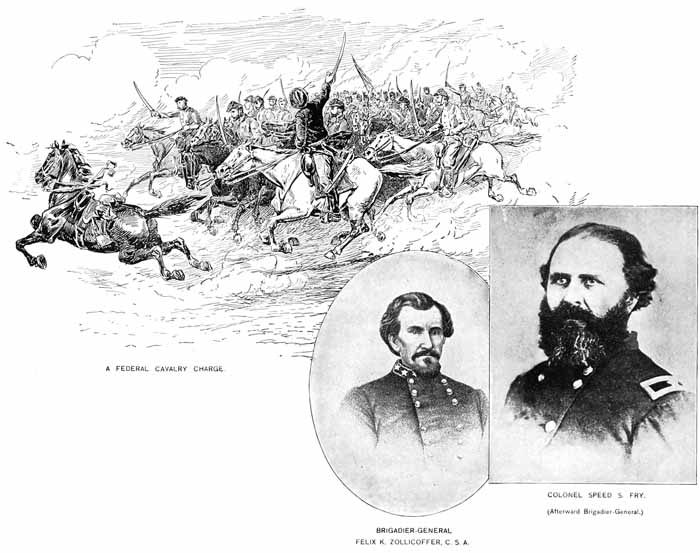 A FEDERAL CAVALRY CHARGE.
COLONEL SPEED S. FRY.
(Afterward Brigadier-General.)
BRIGADIER-GENERAL
FELIX K. ZOLLICOFFER, C. S. A.